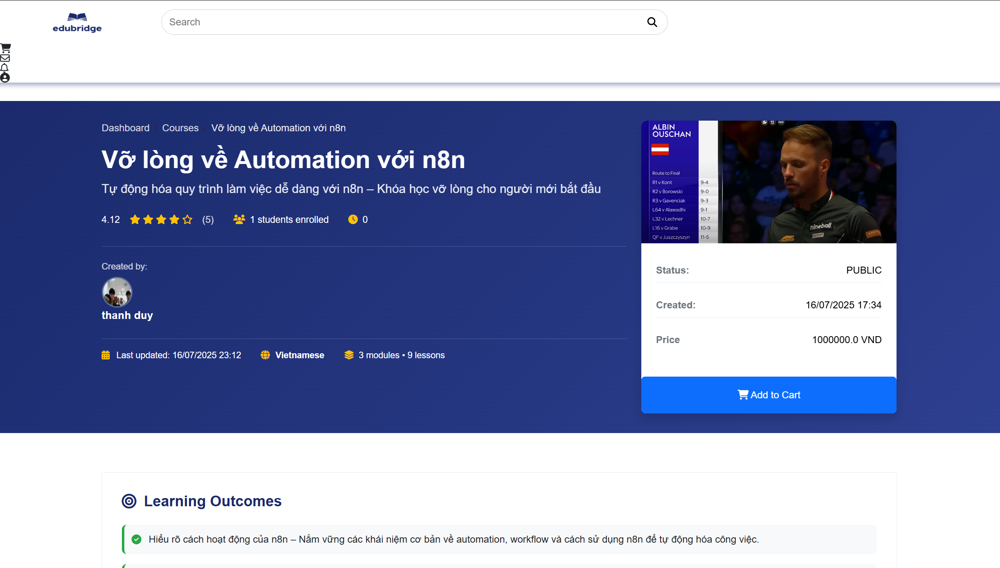 edubridge
Search
Dashboard / Courses / Vỡ lòng về Automation với n8n
Vỡ lòng về Automation với n8n
Tự động hóa quy trình làm việc dễ dàng với n8n – Khóa học vỡ lòng cho người mới bắt đầu
4.12 (5) 1 students enrolled 0
Created by:
thanh duy
Last updated: 16/07/2025 23:12 Vietnamese 3 modules • 9 lessons
ALBIN
OUSCHAN
Route to Final
R1 v Kont 9-4
R2 v Borowski 9-0
R3 v Gavenciak 9-3
L64 v Alawadhi 9-1
L32 v Lechner 10-7
L16 v Grabe 10-9
QF v Juszczyszyn 11-5
nineball.
Status: PUBLIC
Created: 16/07/2025 17:34
Price 1000000.0 VND
Add to Cart
Learning Outcomes
Hiểu rõ cách hoạt động của n8n – Nắm vững các khái niệm cơ bản về automation, workflow và cách sử dụng n8n để tự động hóa công việc.